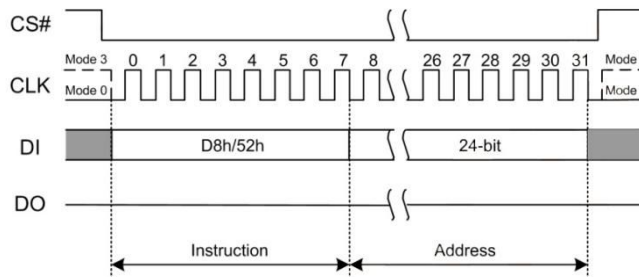 CS#
Mode 3 0 1 2 3 4 5 6 7 8 26 27 28 29 30 31 Mode
CLK
Mode 0 Mode
DI D8h/52h 24-bit
DO
Instruction Address